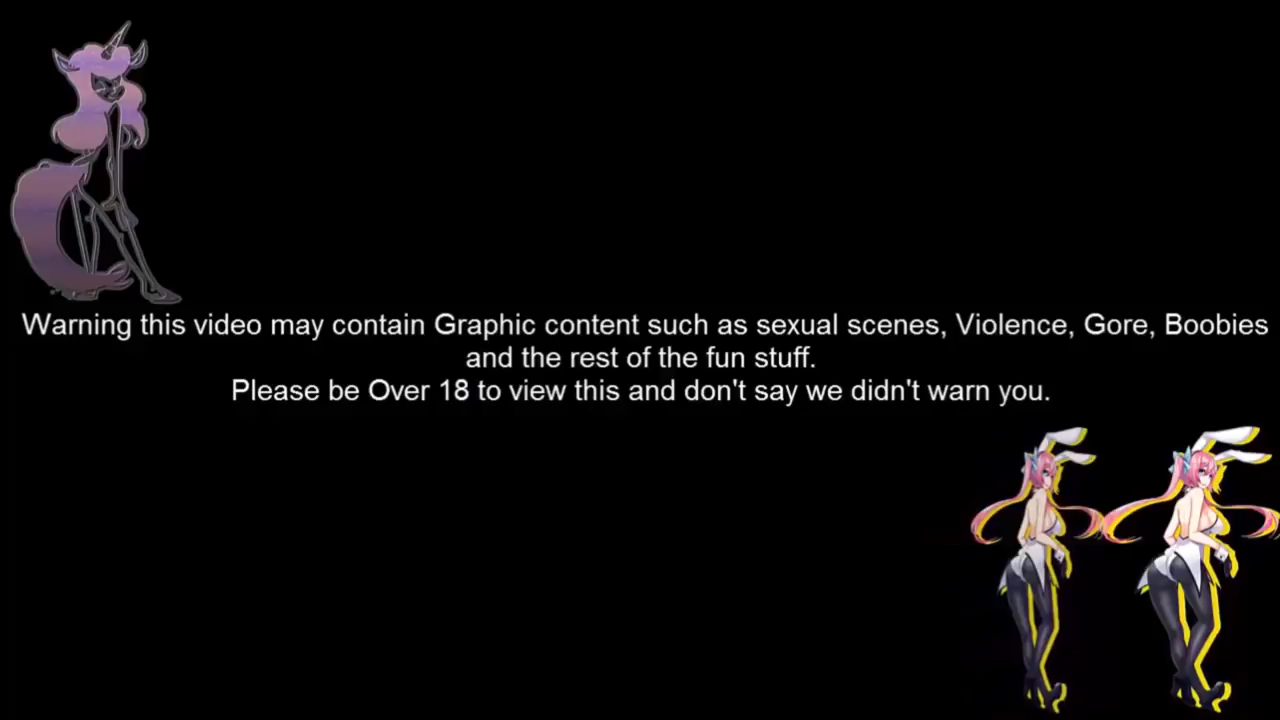 Warning this video may contain Graphic content such as sexual scenes, Violence, Gore, Boobies
and the rest of the fun stuff.
Please be Over 18 to view this and don't say we didn't warn you.